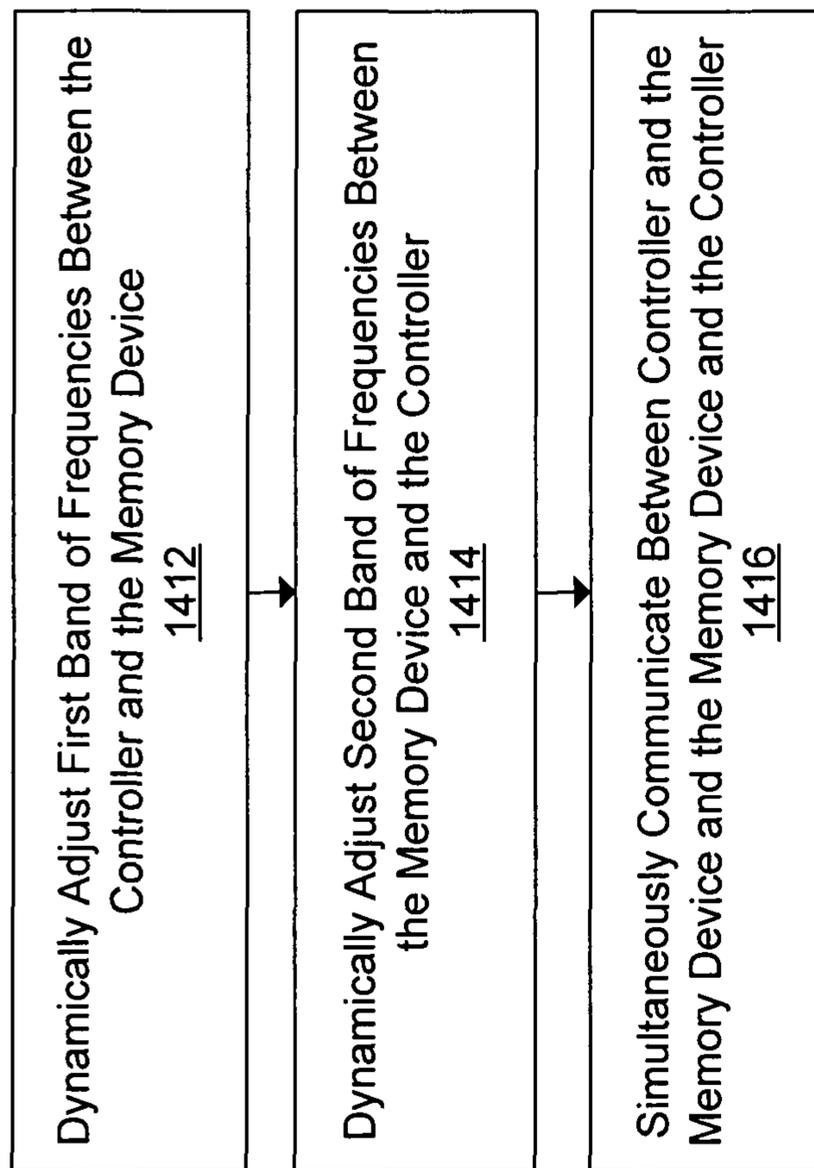 Dynamically Adjust First Band of Frequencies Between the
Controller and the Memory Device
1412
Dynamically Adjust Second Band of Frequencies Between
the Memory Device and the Controller
1414
Simultaneously Communicate Between Controller and the
Memory Device and the Memory Device and the Controller
1416